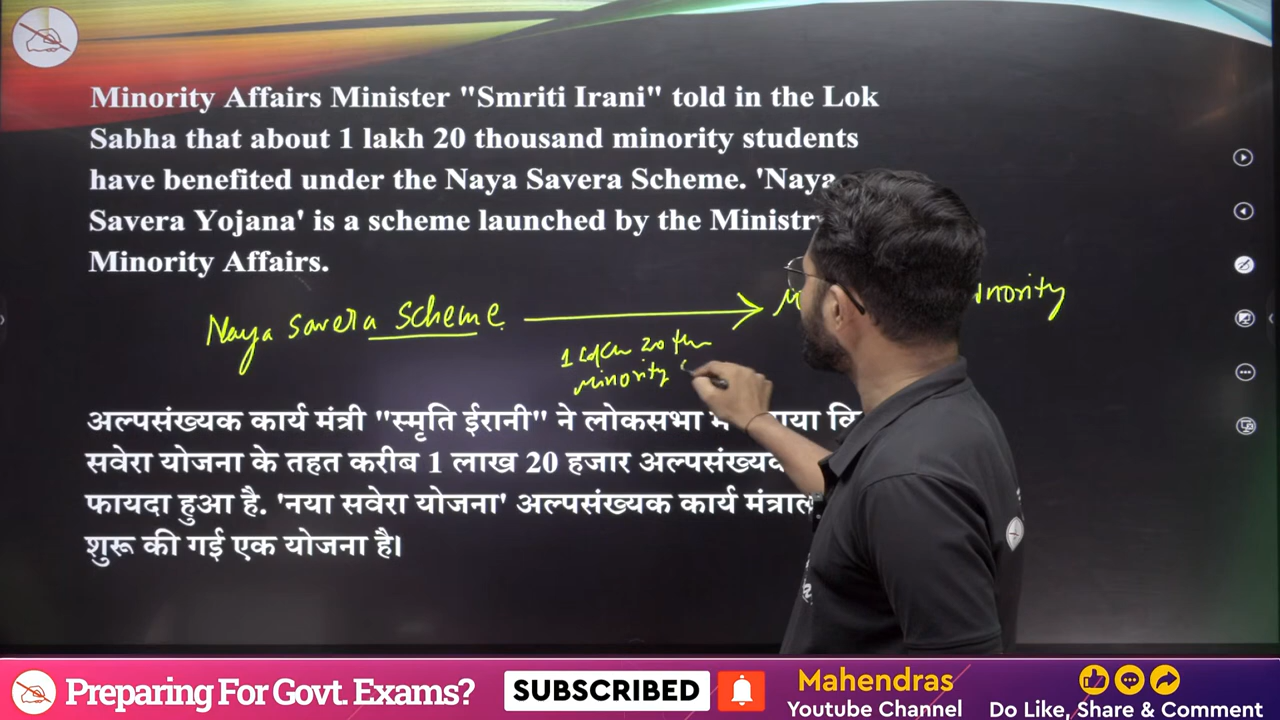 Minority Affairs Minister "Smriti Irani" told in the Lok
Sabha that about 1 lakh 20 thousand minority students
have benefited under the Naya Savera Scheme. 'Naya
Savera Yojana' is a scheme launched by the Ministry
Minority Affairs.
Naya Savera Scheme
1 lakh 20 th
minority
अल्पसंख्यक कार्य मंत्री "स्मृति ईरानी" ने लोकसभा
सवेरा योजना के तहत करीब 1 लाख 20 हजार अल्पसंख्यक
फायदा हुआ है. 'नया सवेरा योजना' अल्पसंख्यक कार्य
शुरू की गई एक योजना है।
Preparing For Govt. Exams?
SUBSCRIBED
Mahendras
Youtube Channel
Do Like, Share & Comment